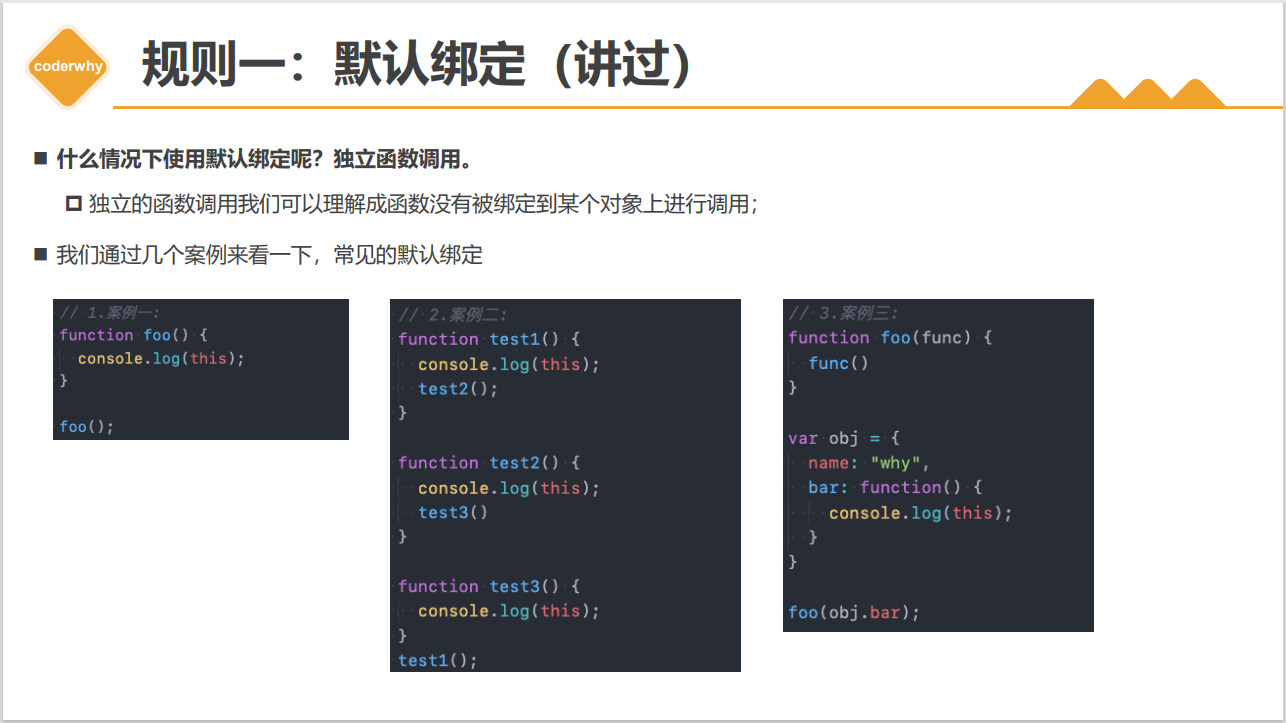 coderwhy
规则一：默认绑定（讲过）
什么情况下使用默认绑定呢？独立函数调用。
独立的函数调用我们可以理解成函数没有被绑定到某个对象上进行调用；
我们通过几个案例来看一下，常见的默认绑定
// 1.案例一:
function foo() {
  console.log(this);
}

foo();
// 2.案例二:
function test1() {
  console.log(this);
  test2();
}

function test2() {
  console.log(this);
  test3()
}

function test3() {
  console.log(this);
}
test1();
// 3.案例三:
function foo(func) {
  func()
}

var obj = {
  name: "why",
  bar: function() {
    console.log(this);
  }
}

foo(obj.bar);